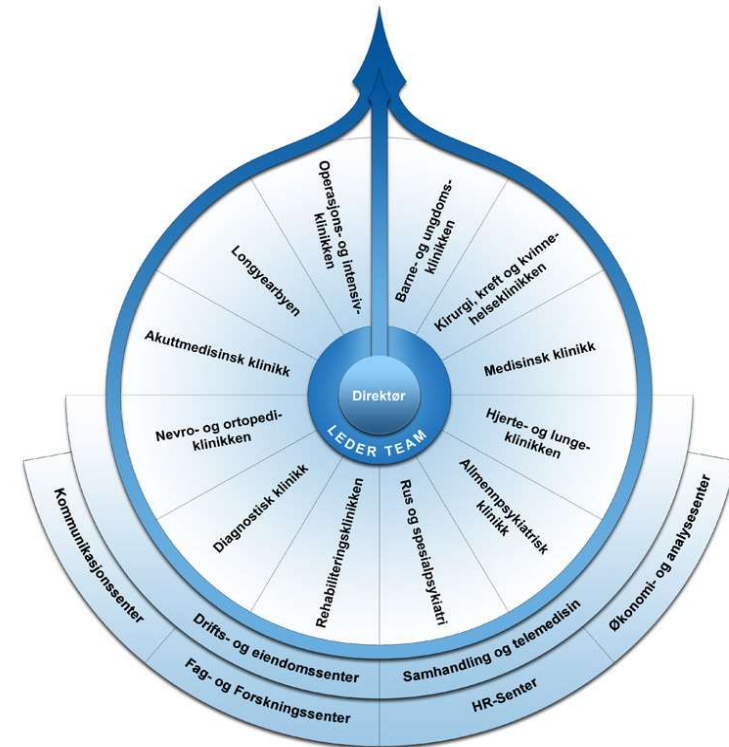 Operasjons- og intensiv-
klinikken
Barne- og ungdoms-
klinikken
Kirurgi, kreft og kvinne-
helseklinikken
Medisinsk klinikk
Hjerte- og lunge-
klinikken
Allmennpsykiatrisk
klinikk
Rus og spesialpsykiatri
Rehabiliteringsklinikken
Diagnostisk klinikk
Nevro- og ortopedi-
klinikken
Akuttmedisinsk klinikk
Longyearbyen
Direktør
LEDER TEAM
Drifts- og eiendomssenter
Samhandling og telemedisin
Kommunikasjonssenter
Fag- og Forskningssenter
HR-Senter
Økonomi- og analysesenter